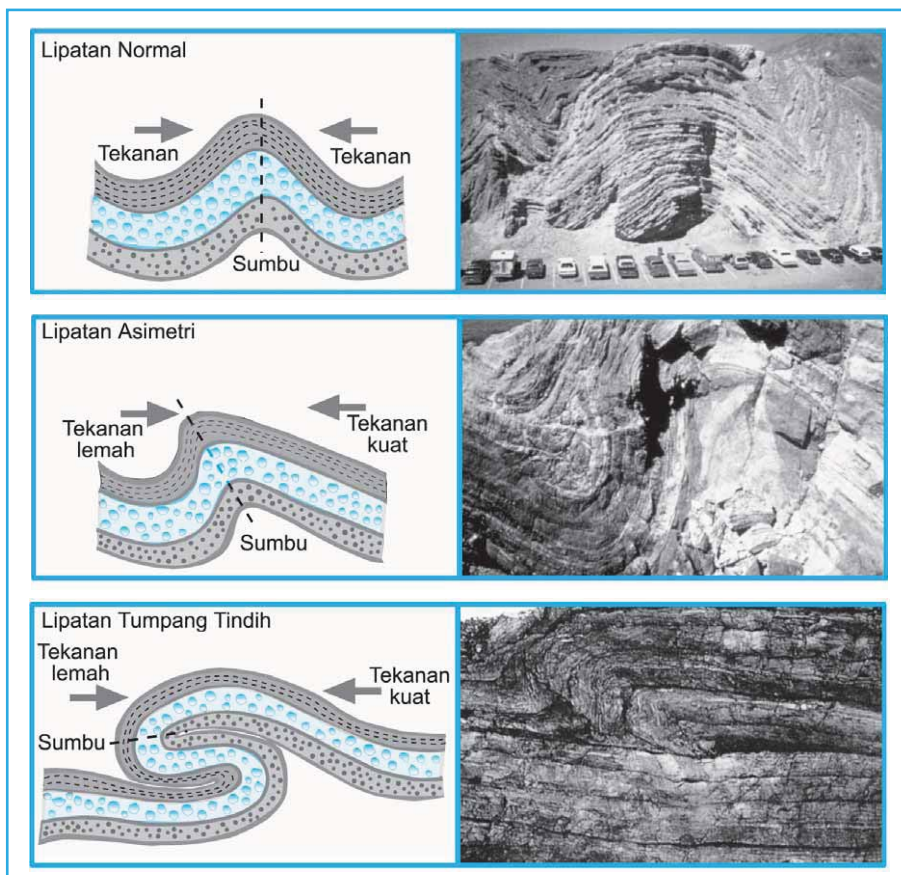 Lipatan Normal
Tekanan
Tekanan
Sumbu
Lipatan Asimetri
Tekanan
lemah
Tekanan
kuat
Sumbu
Lipatan Tumpang Tindih
Tekanan
lemah
Tekanan
kuat
Sumbu